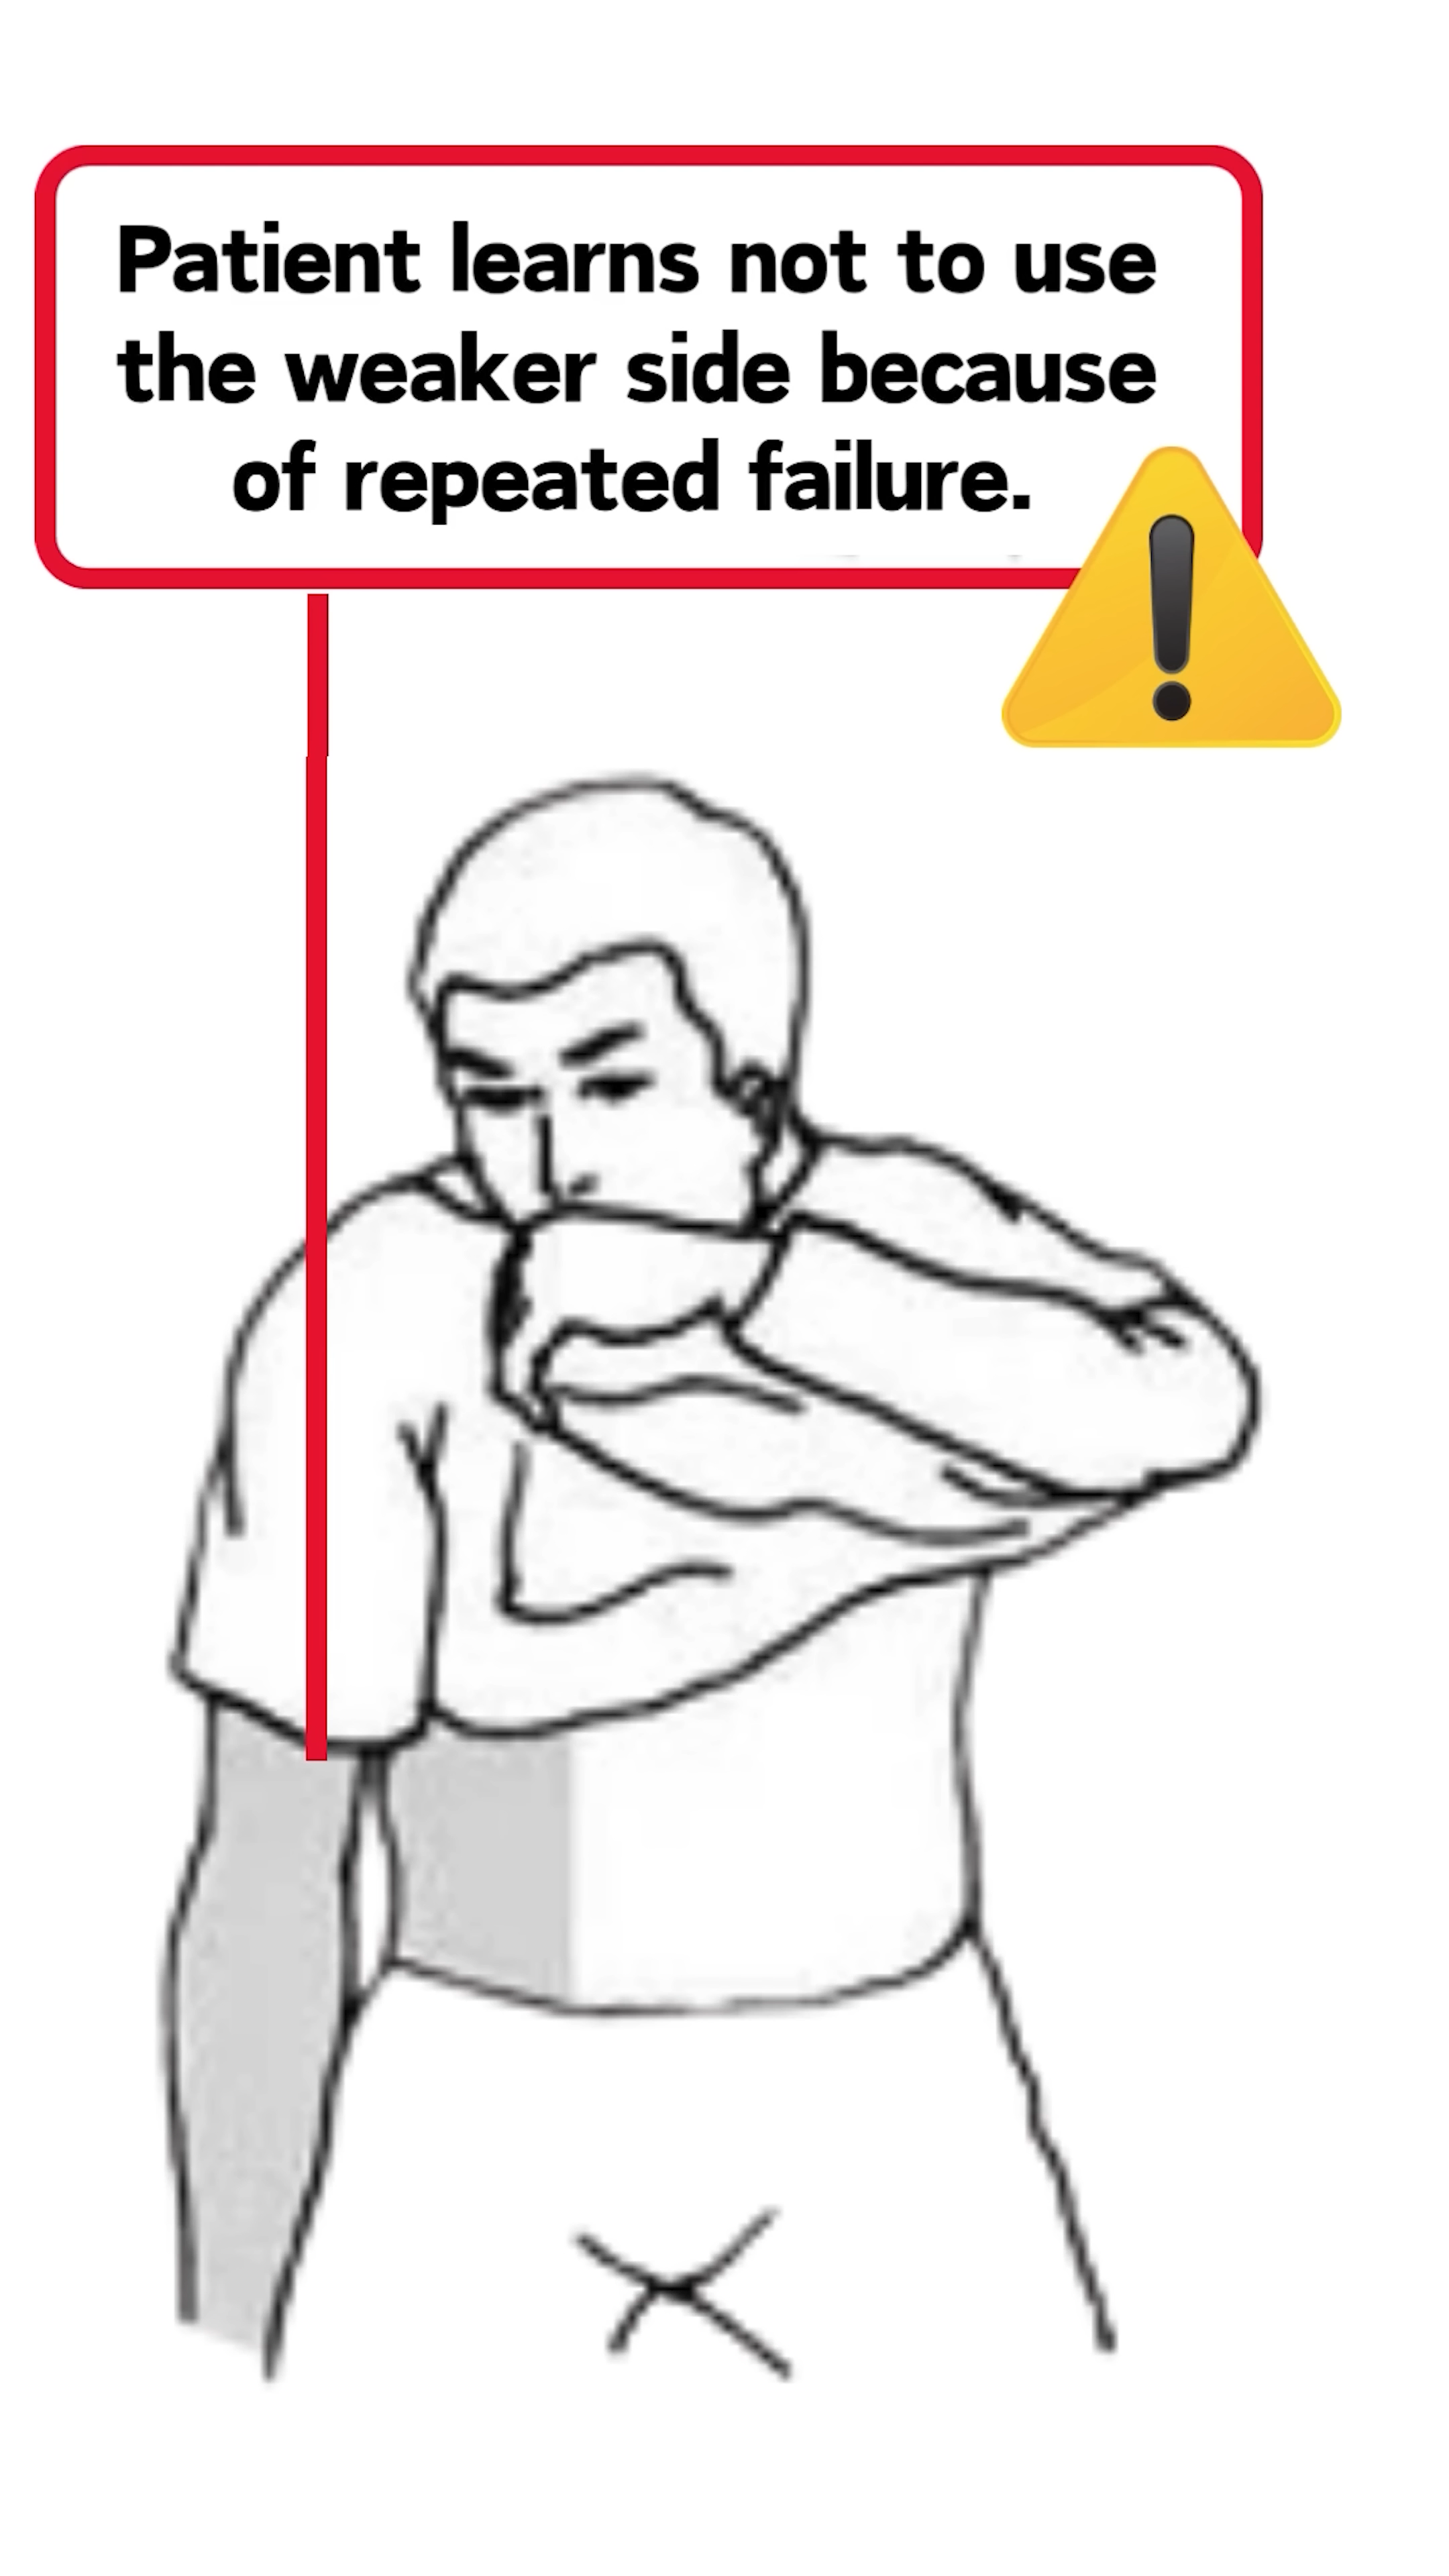 Patient learns not to use
the weaker side because
of repeated failure.